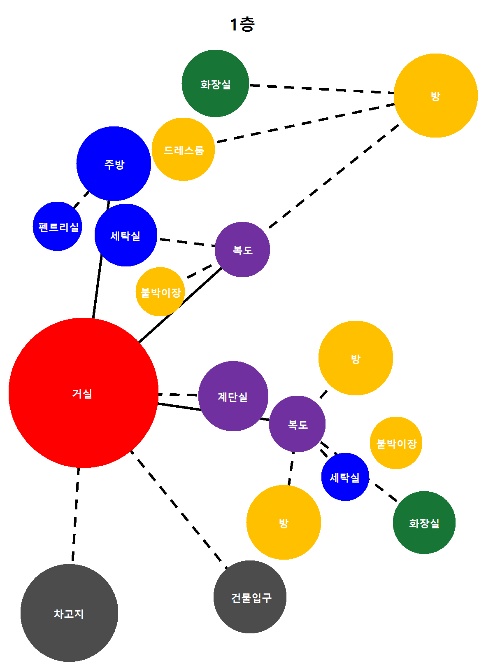 1층
화장실
방
드레스룸
주방
펜트리실
세탁실
복도
붙박이장
방
거실
계단실
복도
붙박이장
세탁실
방
화장실
건물입구
차고지